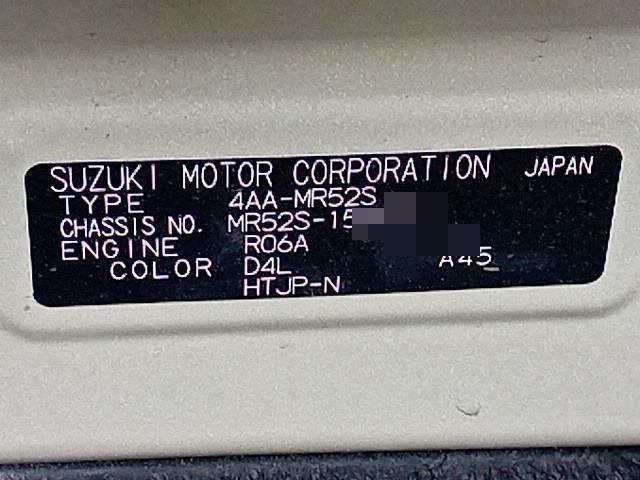 SUZUKI MOTOR CORPORATION JAPAN
TYPE 4AA-MR52S
CHASSIS NO. MR52S-15
ENGINE R06A
COLOR D4L A45
HTJP-N